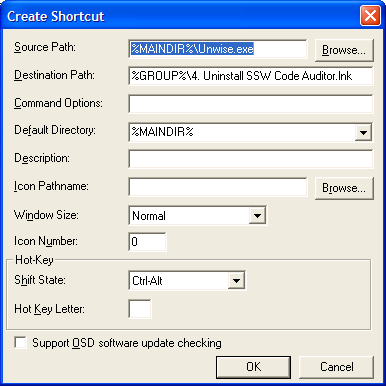 Create Shortcut
Source Path: %MAINDIR%\Unwise.exe Browse...
Destination Path: %GROUP%\4. Uninstall SSW Code Auditor.lnk
Command Options:
Default Directory: %MAINDIR%
Description:
Icon Pathname: Browse...
Window Size: Normal
Icon Number: 0
Hot-Key
Shift State: Ctrl-Alt
Hot Key Letter:
Support OSD software update checking
OK Cancel